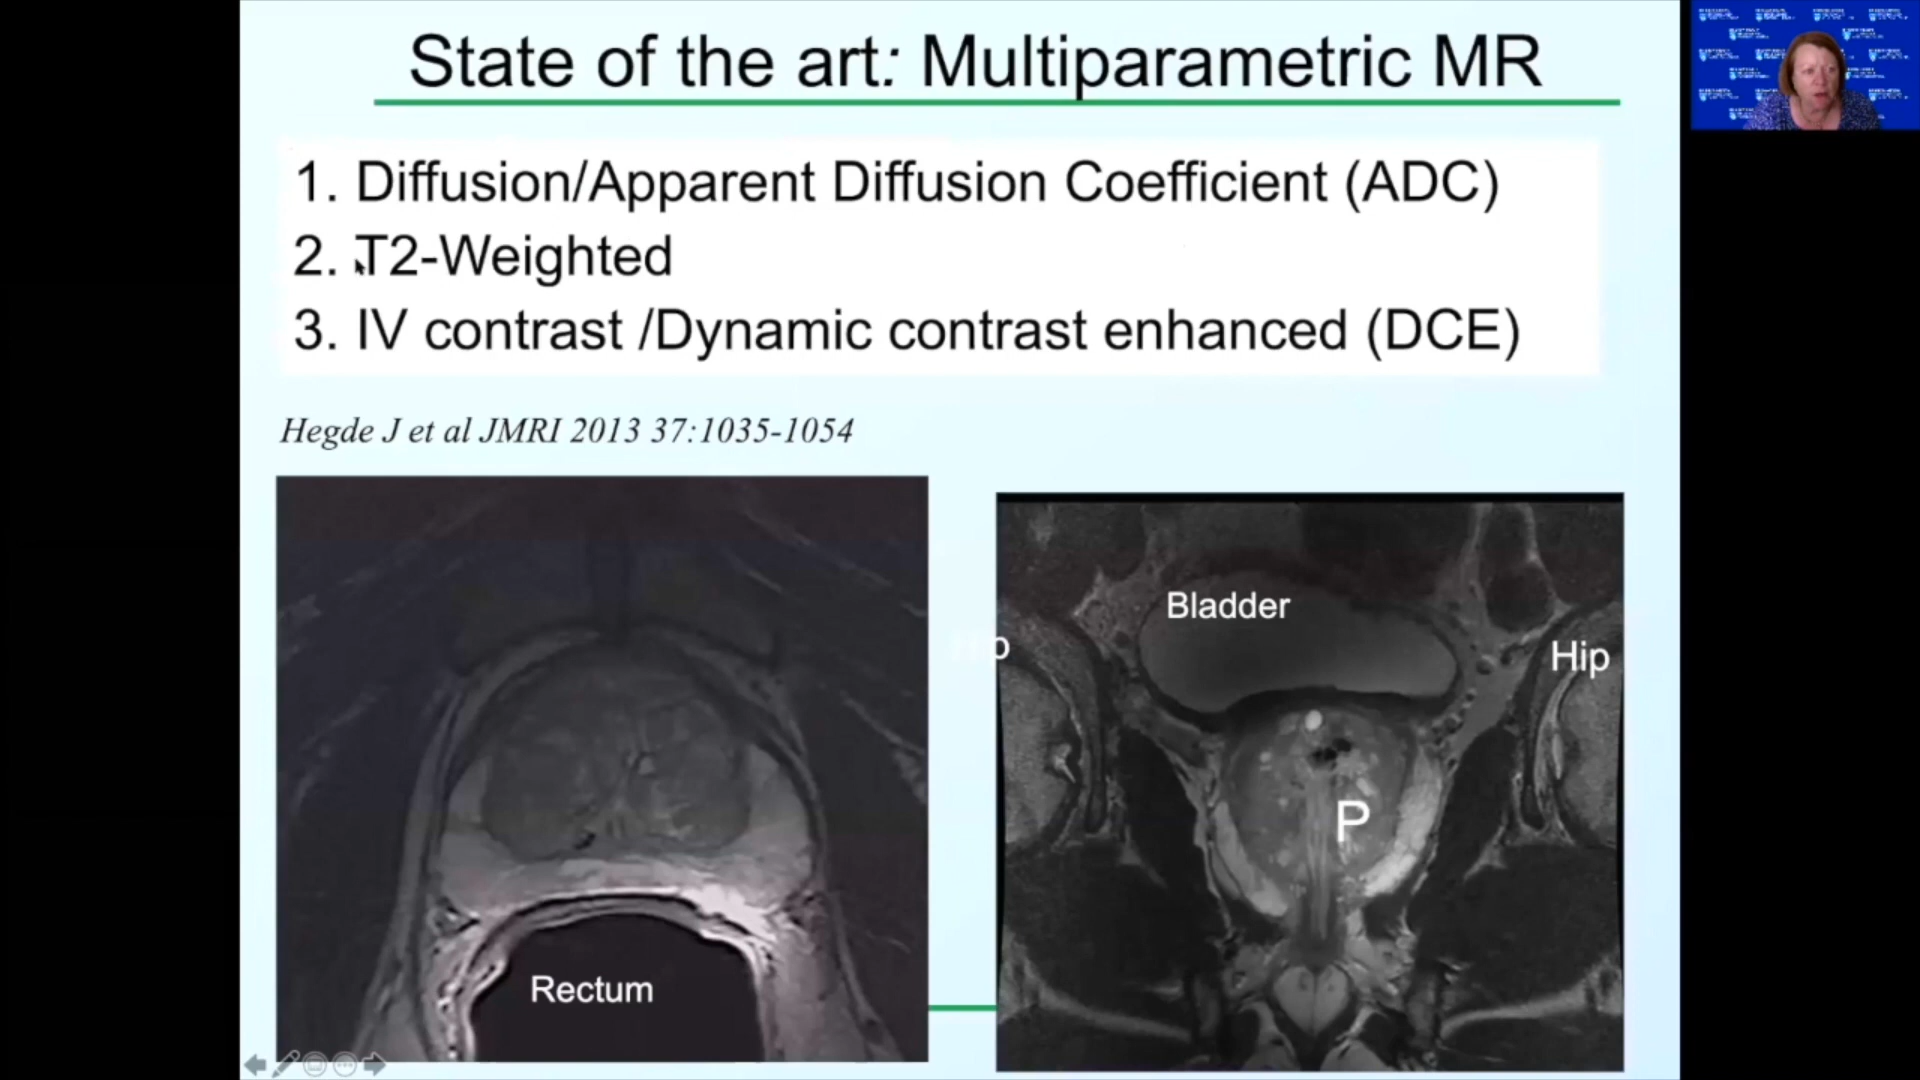 State of the art: Multiparametric MR
1. Diffusion/Apparent Diffusion Coefficient (ADC)
2. T2-Weighted
3. IV contrast /Dynamic contrast enhanced (DCE)
Hegde J et al JMRI 2013 37:1035-1054
Rectum
Bladder
Hip
Hip
P